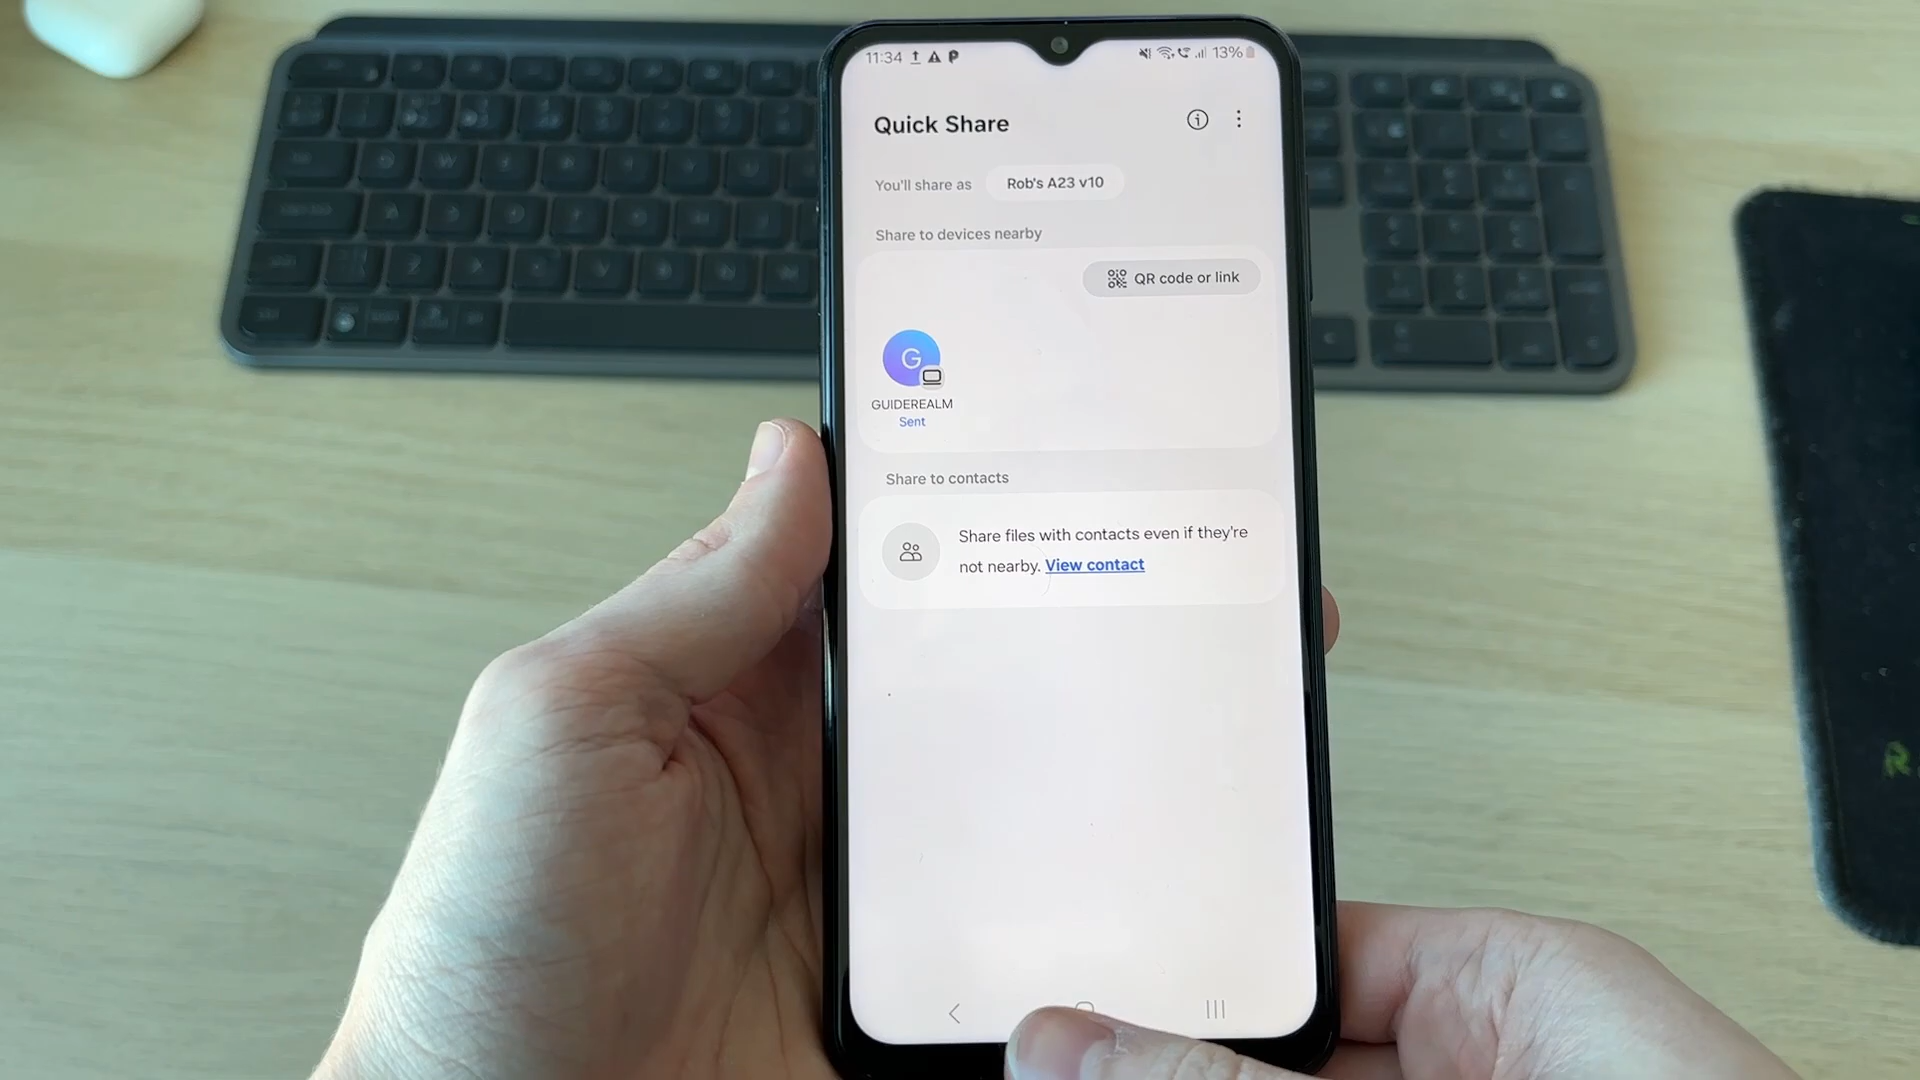 11:34
13%
Quick Share
You'll share as Rob's A23 v10
Share to devices nearby
QR code or link
G
GUIDEREALM
Sent
Share to contacts
Share files with contacts even if they're
not nearby. View contact